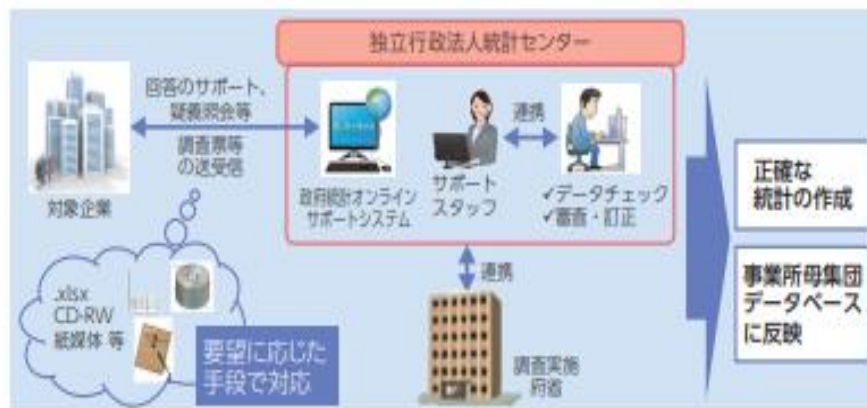 独立行政法人統計センター
回答のサポート、
疑義照会等
調査票等
の送受信
対象企業
政府統計オンライン
サポートシステム
サポート
スタッフ
連携
✓データチェック
✓審査・訂正
連携
調査実施
府省
.xlsx
CD-RW
紙媒体 等
要望に応じた
手段で対応
正確な
統計の作成
事業所母集団
データベース
に反映